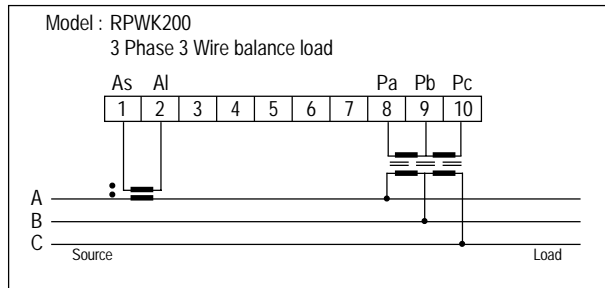 Model : RPWK200
3 Phase 3 Wire balance load
As Al Pa Pb Pc
1 2 3 4 5 6 7 8 9 10
A
B
C
Source Load